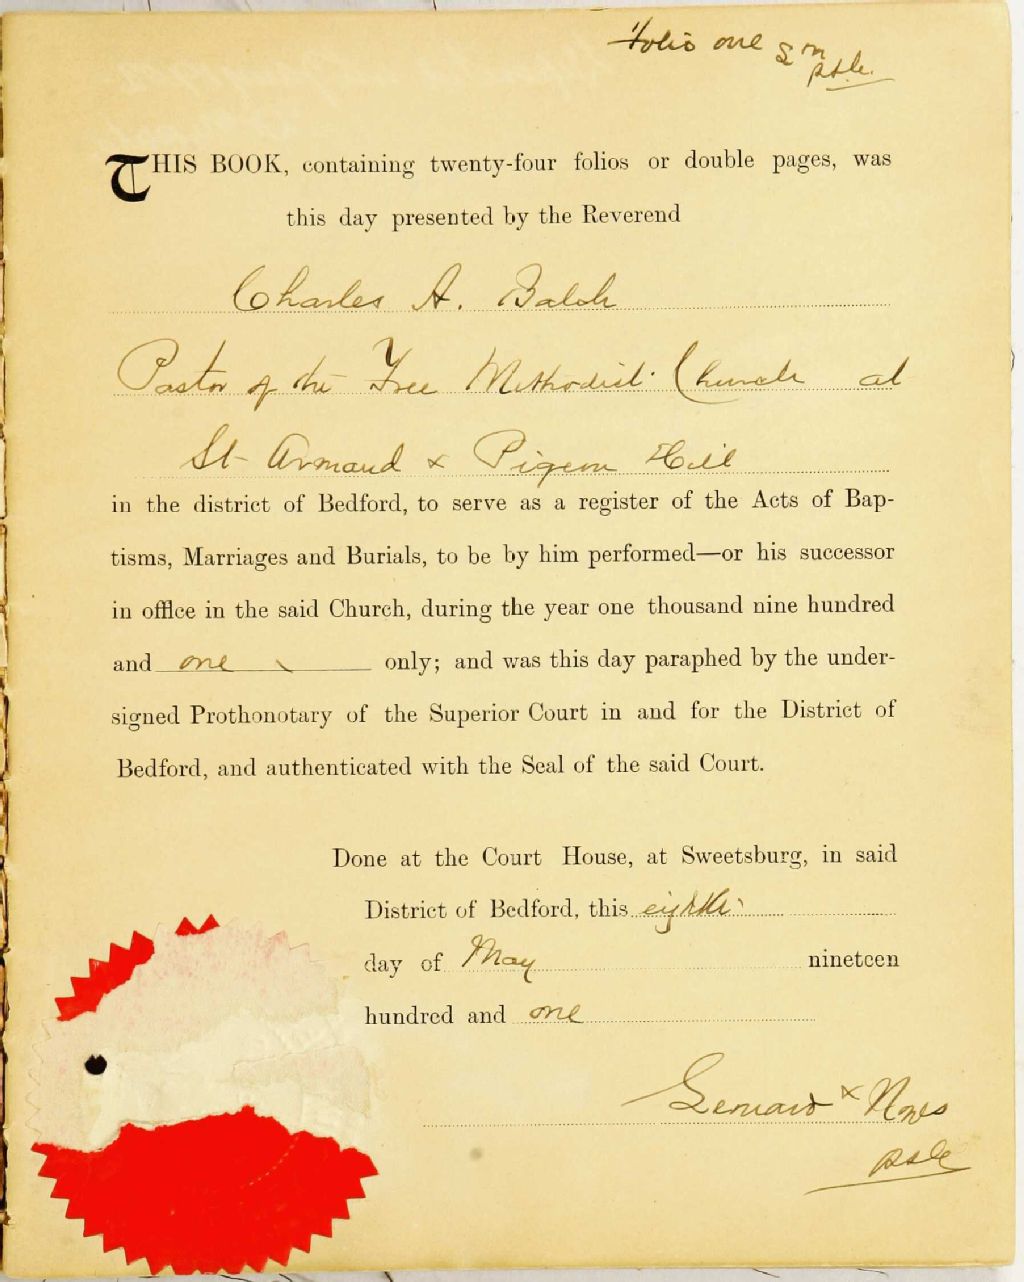 Folio one
THIS BOOK, containing twenty-four folios or double pages, was
this day presented by the Reverend
Charles A. Balch
Pastor of the Free Methodist Church at
St Armand & Pigeon Hill
in the district of Bedford, to serve as a register of the Acts of Bap-
tisms, Marriages and Burials, to be by him performed—or his successor
in office in the said Church, during the year one thousand nine hundred
and one only; and was this day paraphed by the under-
signed Prothonotary of the Superior Court in and for the District of
Bedford, and authenticated with the Seal of the said Court.
Done at the Court House, at Sweetsburg, in said
District of Bedford, this eighth
day of May nineteen
hundred and one
Leonard & Noyes